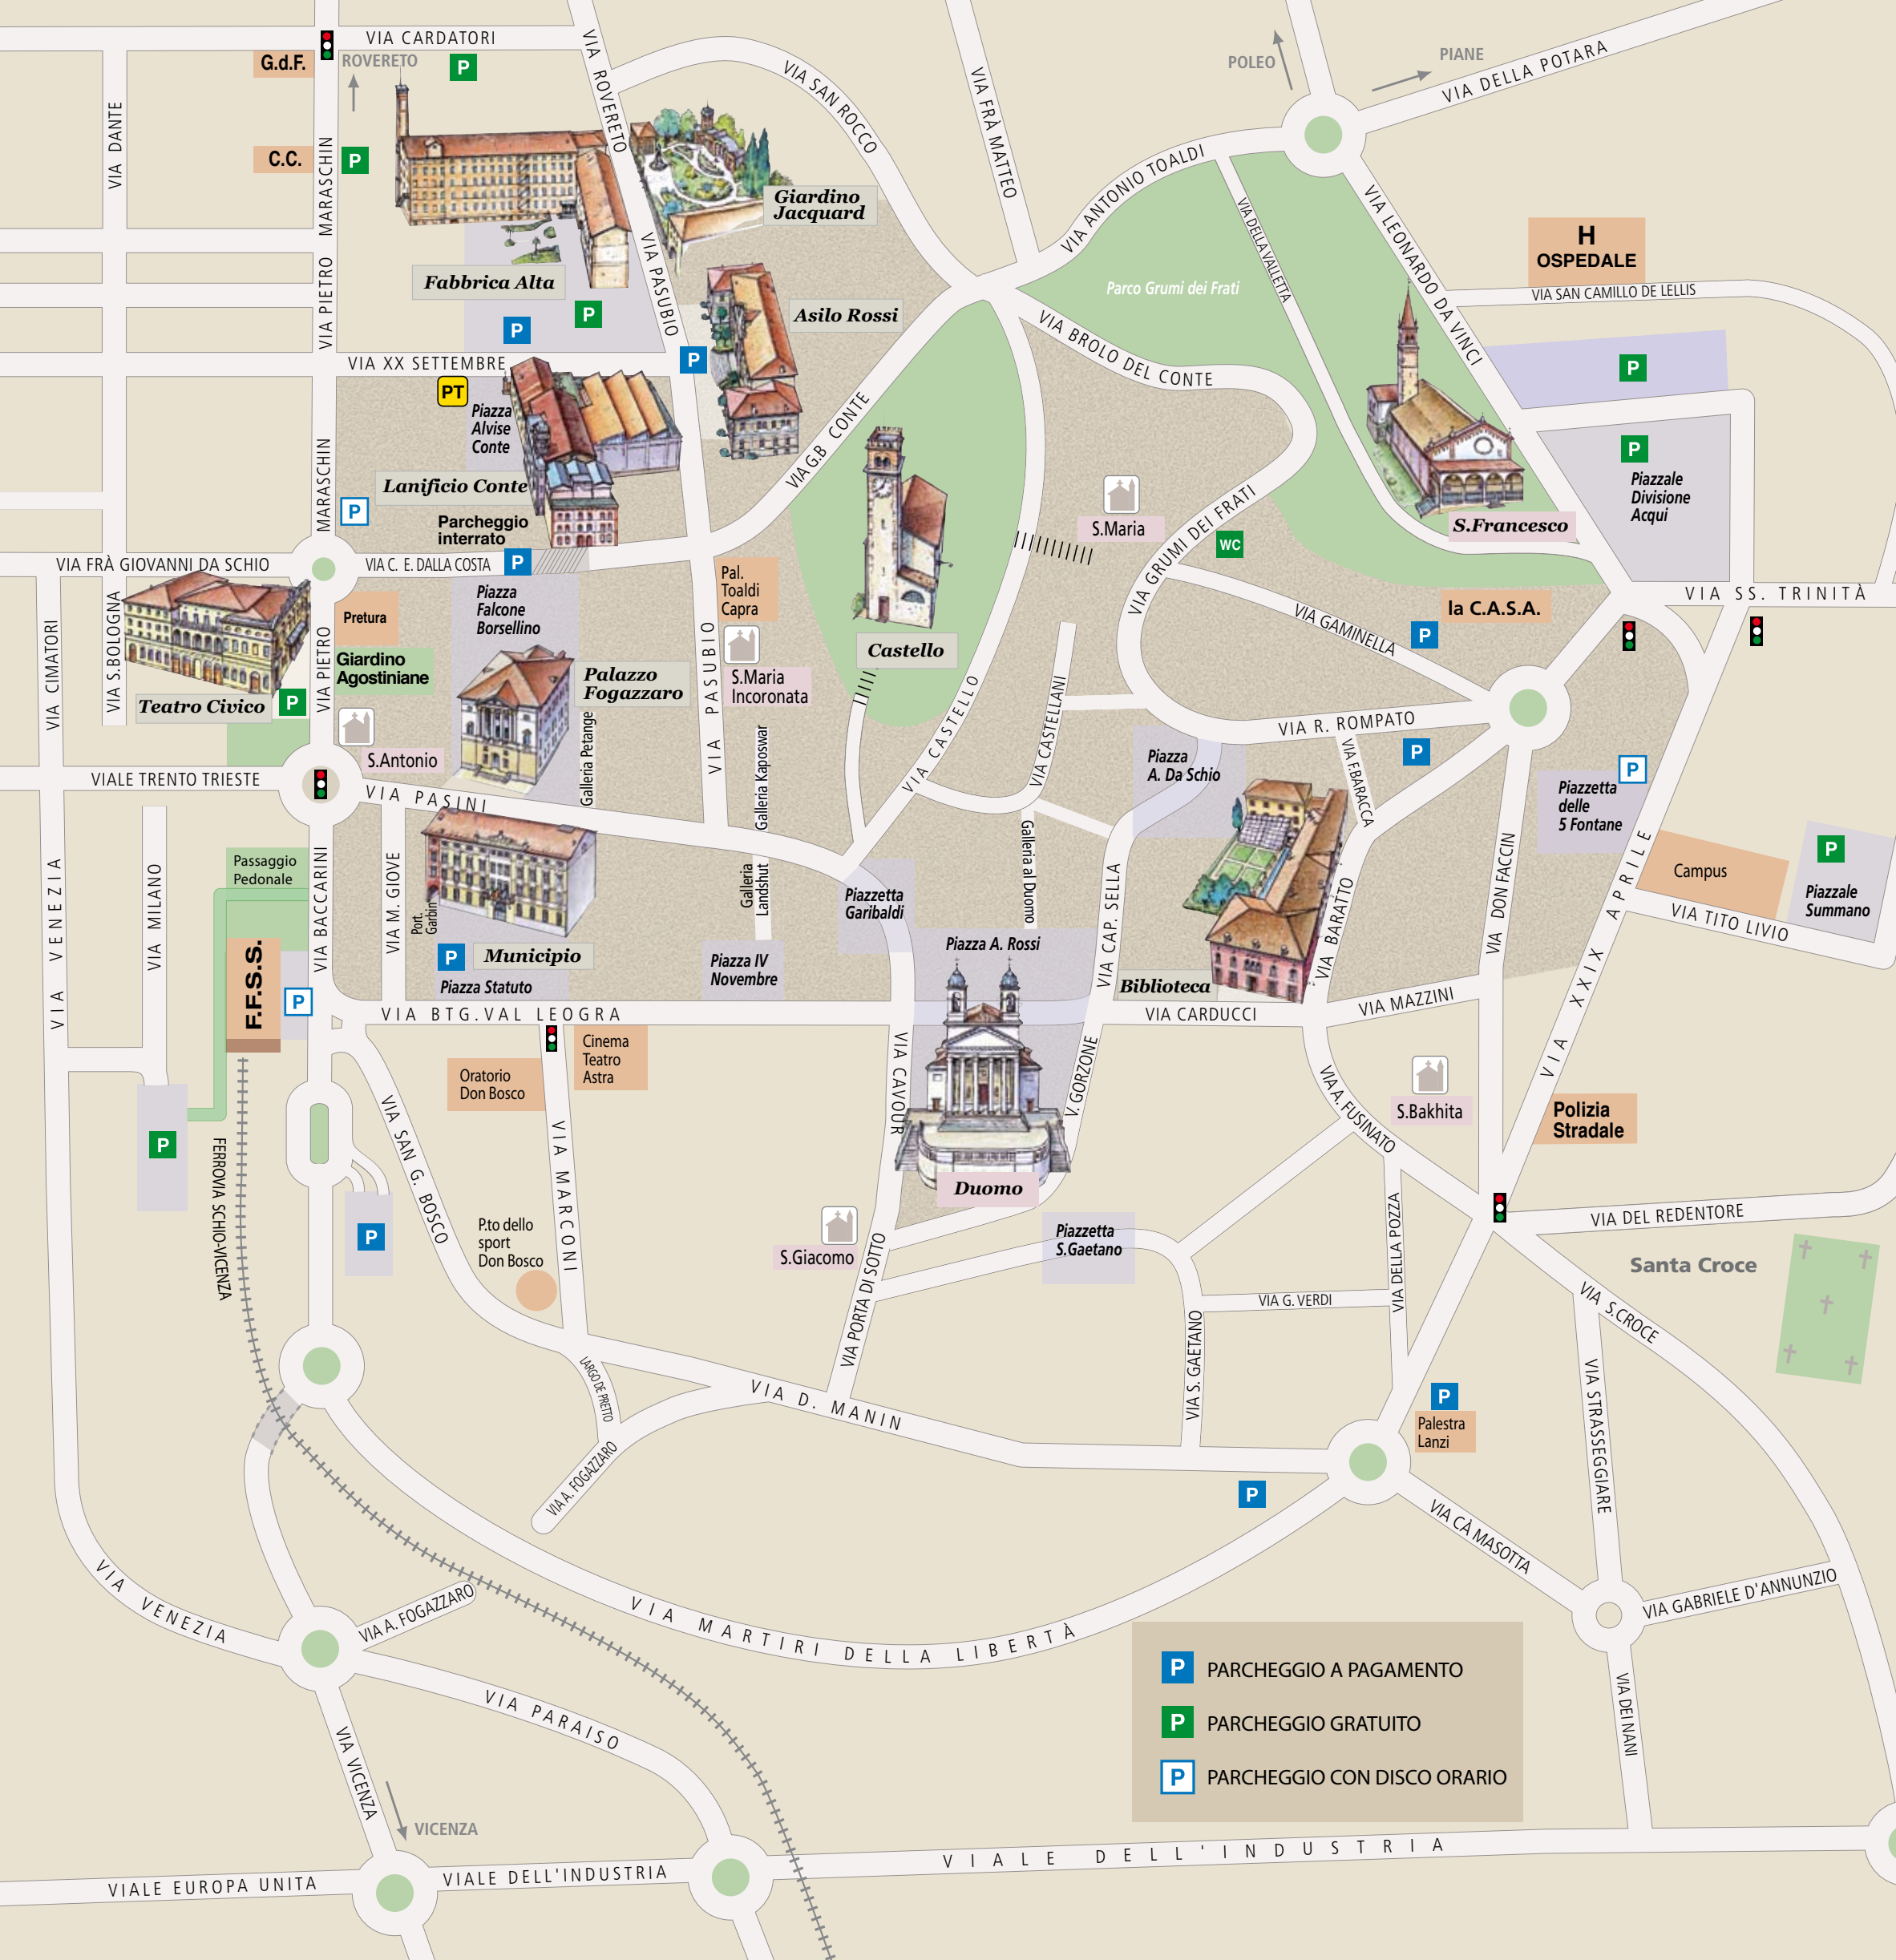 VIA CARDATORI
G.d.F.
ROVERETO
P
VIA ROVERETO
VIA SAN ROCCO
VIA FRÀ MATTEO
POLEO
PIANE
VIA DELLA POTARA
VIA DANTE
C.C.
P
VIA PIETRO MARASCHIN
VIA ANTONIO TOALDI
Giardino
Jacquard
VIA DELLA VALLETTA
VIA LEONARDO DA VINCI
H
OSPEDALE
VIA SAN CAMILLO DE LELLIS
Fabbrica Alta
VIA PASUBIO
Parco Grumi dei Frati
P
P
Asilo Rossi
VIA BROLO DEL CONTE
VIA XX SETTEMBRE
P
P
PT
Piazza
Alvise
Conte
VIA G.B CONTE
P
Piazzale
Divisione
Acqui
Lanificio Conte
MARASCHIN
P
Parcheggio
interrato
S.Maria
VIA GRUMI DEI FRATI
WC
S.Francesco
VIA FRÀ GIOVANNI DA SCHIO
VIA C. E. DALLA COSTA
P
Pal.
Toaldi
Capra
VIA SS. TRINITÀ
Piazza
Falcone
Borsellino
Pretura
la C.A.S.A.
P
VIA GAMINELLA
VIA CIMATORI
VIA S.BOLOGNA
VIA PIETRO
Giardino
Agostiniane
Castello
Palazzo
Fogazzaro
S.Maria
Incoronata
VIA PASUBIO
Teatro Civico
P
VIA CASTELLO
VIA CASTELLANI
VIA R. ROMPATO
S.Antonio
Galleria Petange
Galleria Kaposwar
Piazza
A. Da Schio
VIA F.BARACCA
P
P
VIALE TRENTO TRIESTE
VIA PASINI
Piazzetta
delle
5 Fontane
VIA VENEZIA
VIA MILANO
Passaggio
Pedonale
VIA BACCARINI
VIA M. GIOVE
Port.
Garbin
Galleria
Landshut
Piazzetta
Garibaldi
Galleria al Duomo
VIA CAP. SELLA
VIA BARATTO
VIA DON FACCIN
VIA XXIX APRILE
Campus
P
Piazzale
Summano
VIA TITO LIVIO
F.F.S.S.
P
P
Municipio
Piazza Statuto
Piazza IV
Novembre
Piazza A. Rossi
Biblioteca
VIA BTG.VAL LEOGRA
VIA CARDUCCI
VIA MAZZINI
Cinema
Teatro
Astra
Oratorio
Don Bosco
VIA CAVOUR
V. GORZONE
VIA A. FUSINATO
S.Bakhita
Polizia
Stradale
P
FERROVIA SCHIO-VICENZA
VIA SAN G. BOSCO
VIA MARCONI
Duomo
P
P.to dello
sport
Don Bosco
S.Giacomo
VIA PORTA DI SOTTO
Piazzetta
S.Gaetano
VIA DELLA POZZA
VIA DEL REDENTORE
Santa Croce
VIA G. VERDI
VIA S.CROCE
VIA S. GAETANO
LARGO DE PRETTO
VIA D. MANIN
P
Palestra
Lanzi
VIA STRASSEGGIARE
VIA A. FOGAZZARO
P
VIA CÀ MASOTTA
VIA VENEZIA
VIA A. FOGAZZARO
VIA MARTIRI DELLA LIBERTÀ
VIA GABRIELE D'ANNUNZIO
VIA PARAISO
VIA DEI NANI
P PARCHEGGIO A PAGAMENTO
P PARCHEGGIO GRATUITO
P PARCHEGGIO CON DISCO ORARIO
VIA VICENZA
VICENZA
VIALE EUROPA UNITA
VIALE DELL'INDUSTRIA
VIALE DELL'INDUSTRIA